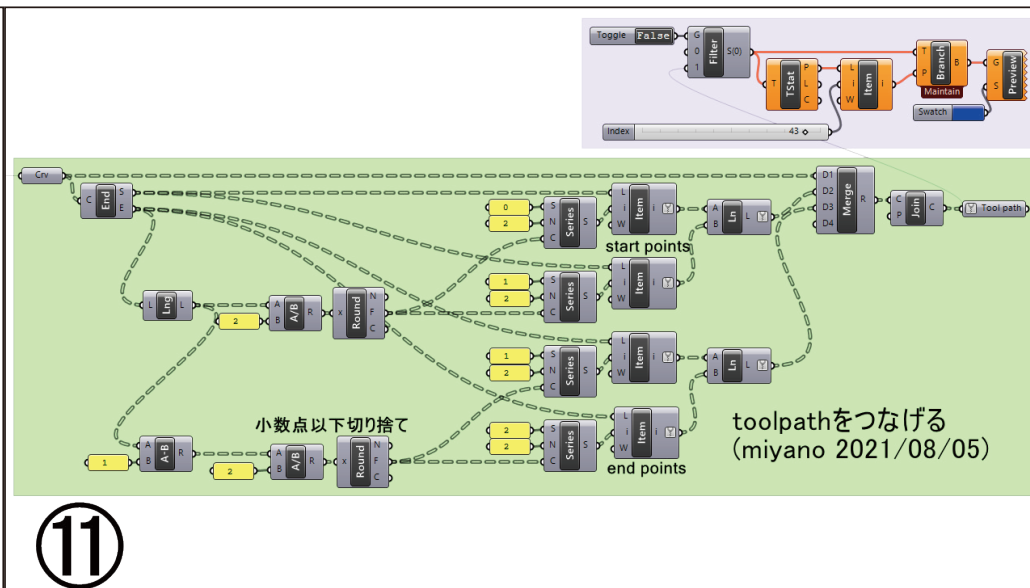 Toggle False
G
0
1
Filter
S(0)
T
TStat
P
L
C
L
i
W
Item
i
T
P
Branch
B
Maintain
G
S
Preview
Swatch
Index
43
Crv
C
End
S
E
0
2
S
N
C
Series
S
L
i
W
Item
i
start points
A
B
Ln
L
D1
D2
D3
D4
Merge
R
C
P
Join
C
Tool path
1
2
S
N
C
Series
S
L
i
W
Item
i
L
Lng
L
2
A
B
A/B
R
x
Round
N
F
C
1
2
S
N
C
Series
S
L
i
W
Item
i
A
B
Ln
L
小数点以下切り捨て
1
A
B
A-B
R
2
A
B
A/B
R
x
Round
N
F
C
2
2
S
N
C
Series
S
L
i
W
Item
i
end points
toolpathをつなげる
(miyano 2021/08/05)
⑪